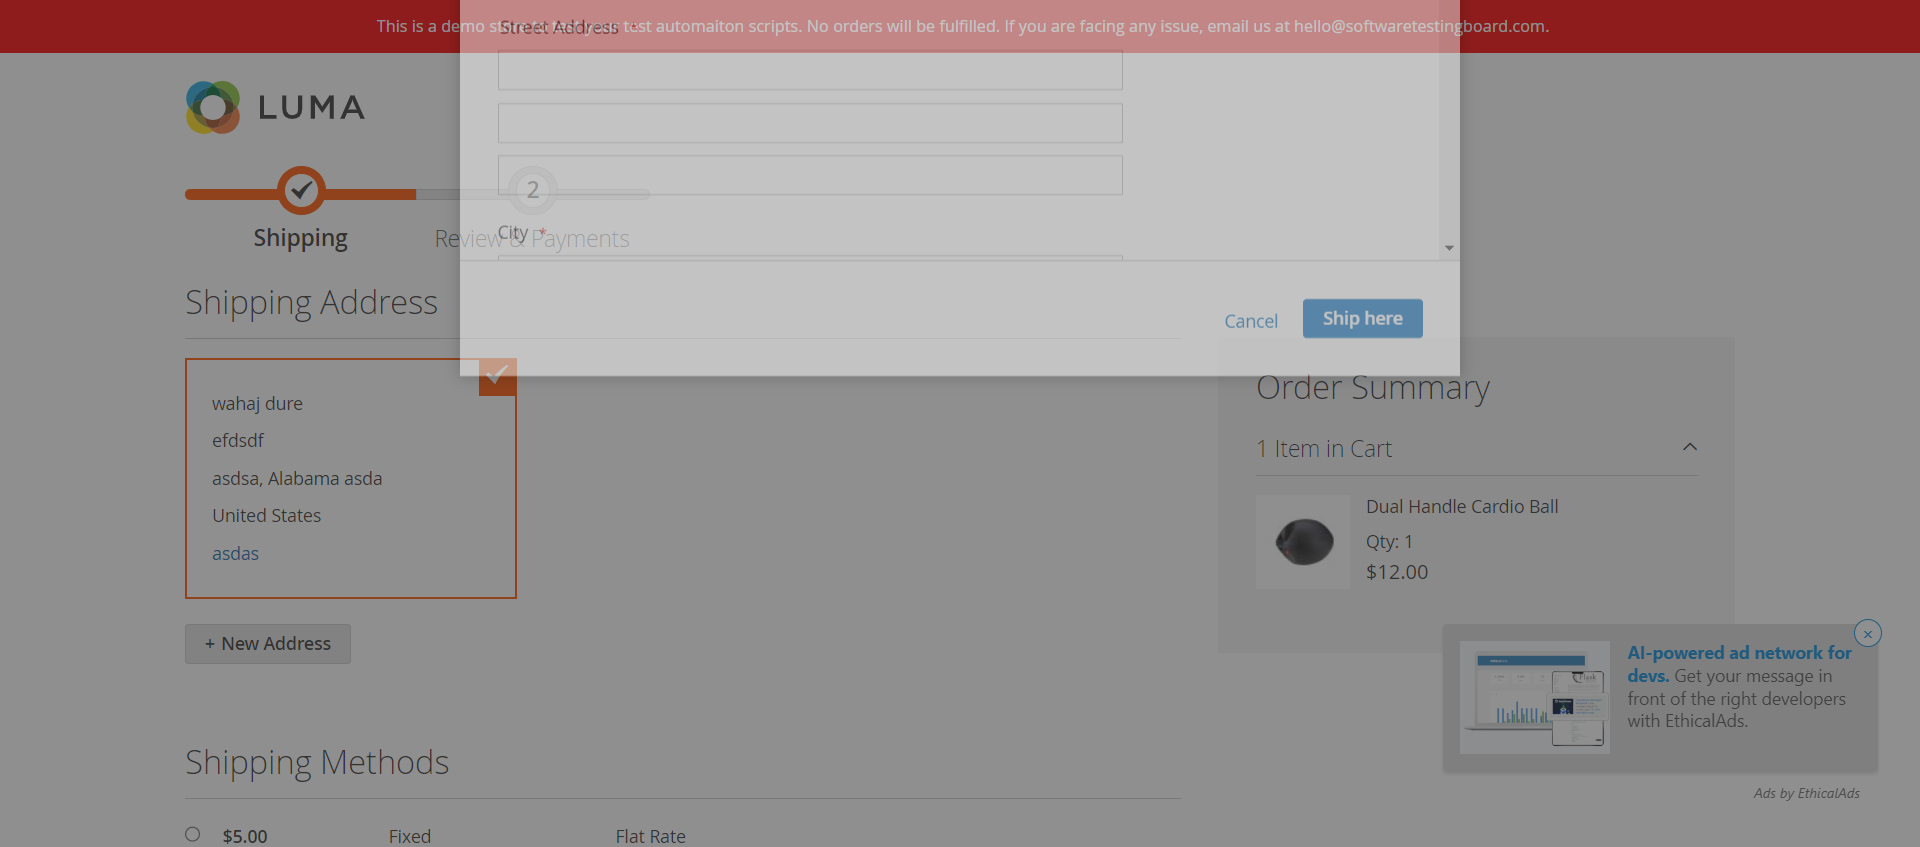 This is a demo store to test your test automaiton scripts. No orders will be fulfilled. If you are facing any issue, email us at hello@softwaretestingboard.com.
Street Address *
LUMA
2
Shipping
Review & Payments
City *
Shipping Address
Cancel
Ship here
wahaj dure
efdsdf
asdsa, Alabama asda
United States
asdas
+ New Address
Order Summary
1 Item in Cart
Dual Handle Cardio Ball
Qty: 1
$12.00
AI-powered ad network for
devs. Get your message in
front of the right developers
with EthicalAds.
Ads by EthicalAds
Shipping Methods
$5.00 Fixed Flat Rate